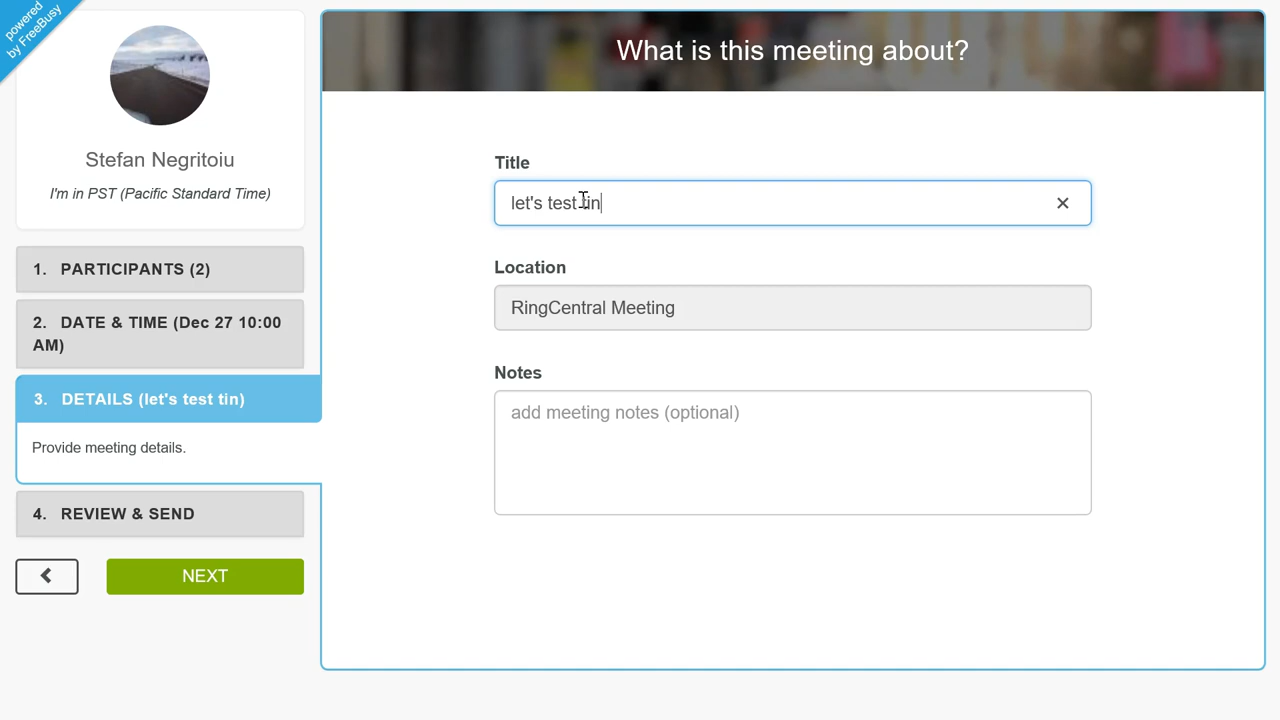 powered
by FreeBusy
Stefan Negritoiu
I'm in PST (Pacific Standard Time)
1. PARTICIPANTS (2)
2. DATE & TIME (Dec 27 10:00
AM)
3. DETAILS (let's test tin)
Provide meeting details.
4. REVIEW & SEND
NEXT
What is this meeting about?
Title
let's test tin
Location
RingCentral Meeting
Notes
add meeting notes (optional)